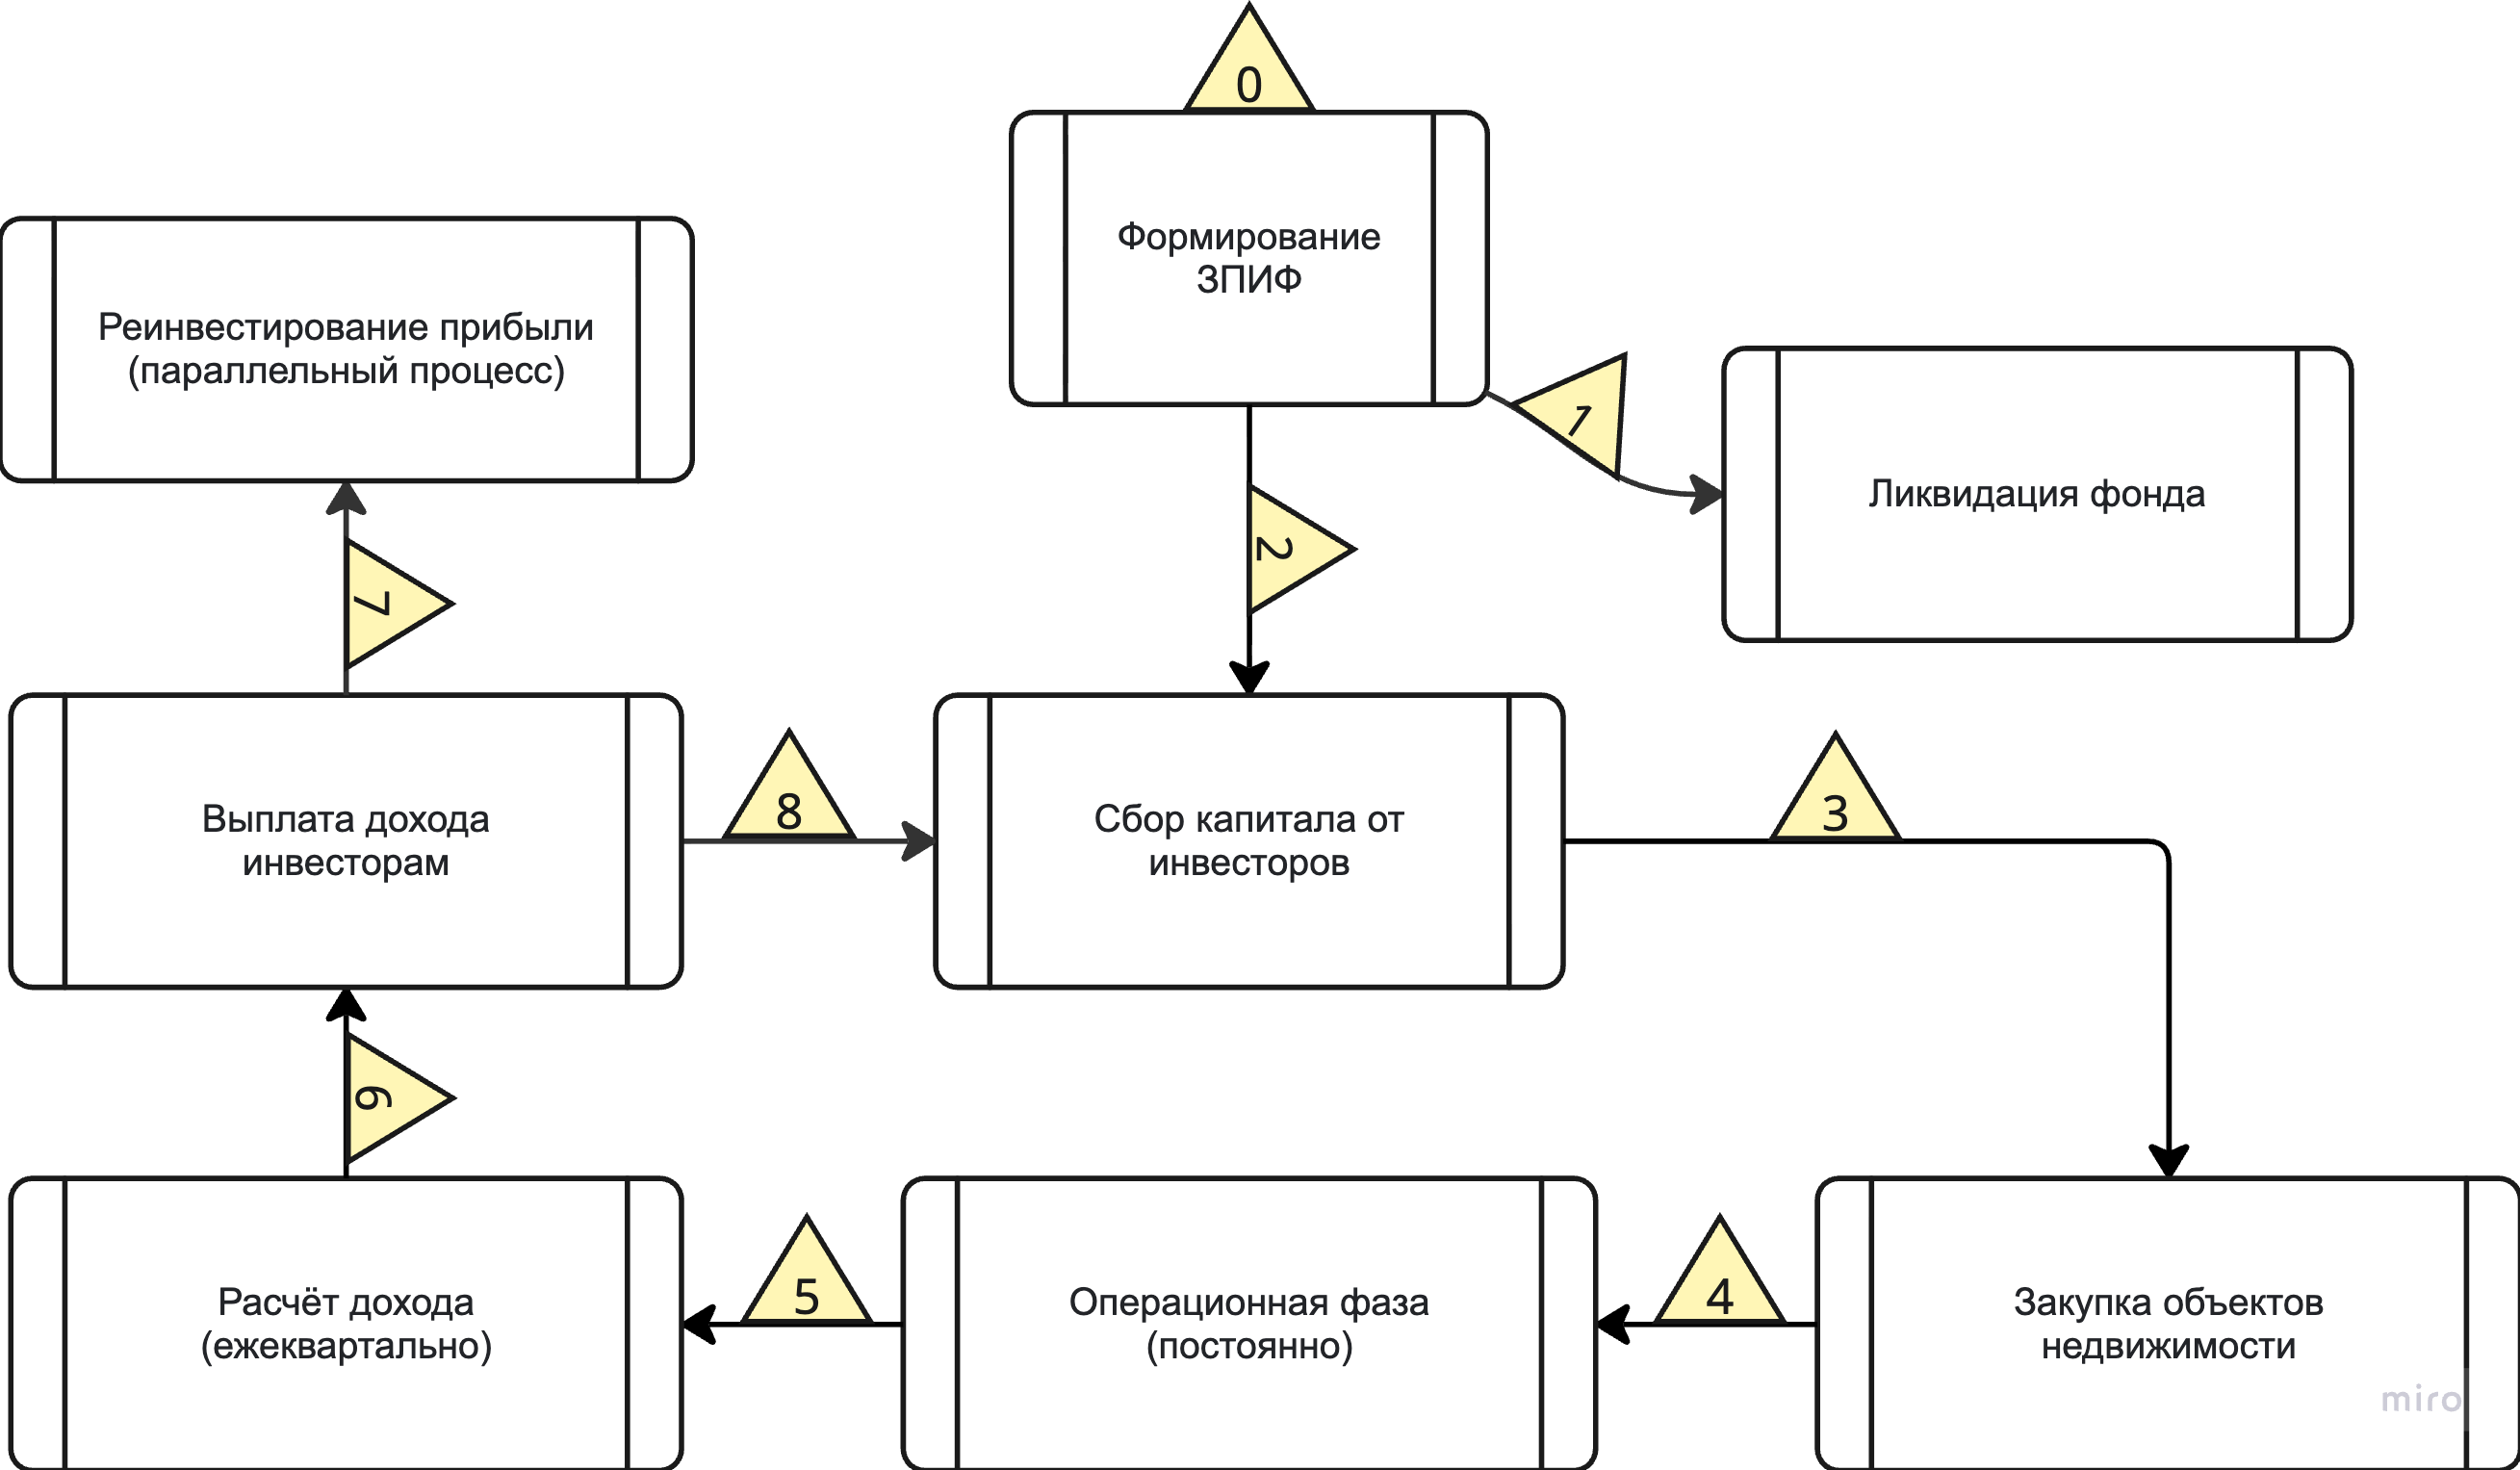 0
Формирование
ЗПИФ
Реинвестирование прибыли
(параллельный процесс)
1
Ликвидация фонда
2
7
Выплата дохода
инвесторам
8
Сбор капитала от
инвесторов
3
6
Расчёт дохода
(ежеквартально)
5
Операционная фаза
(постоянно)
4
Закупка объектов
недвижимости
miro